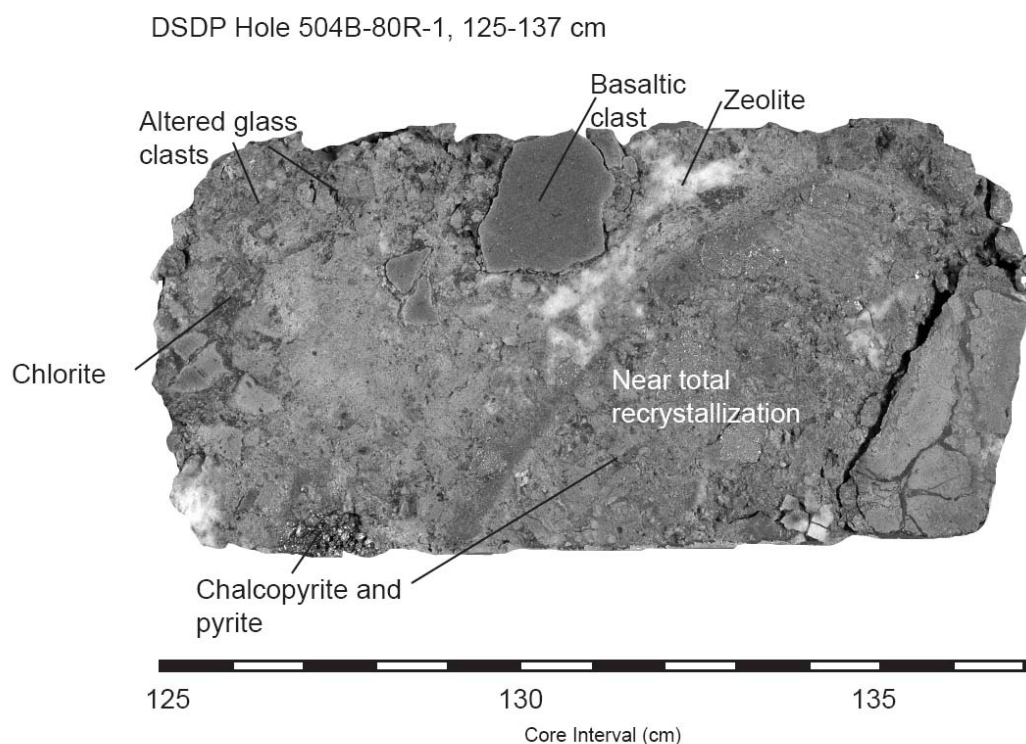 DSDP Hole 504B-80R-1, 125-137 cm
Basaltic
clast
Zeolite
Altered glass
clasts
Chlorite
Near total
recrystallization
Chalcopyrite and
pyrite
125
130
135
Core Interval (cm)